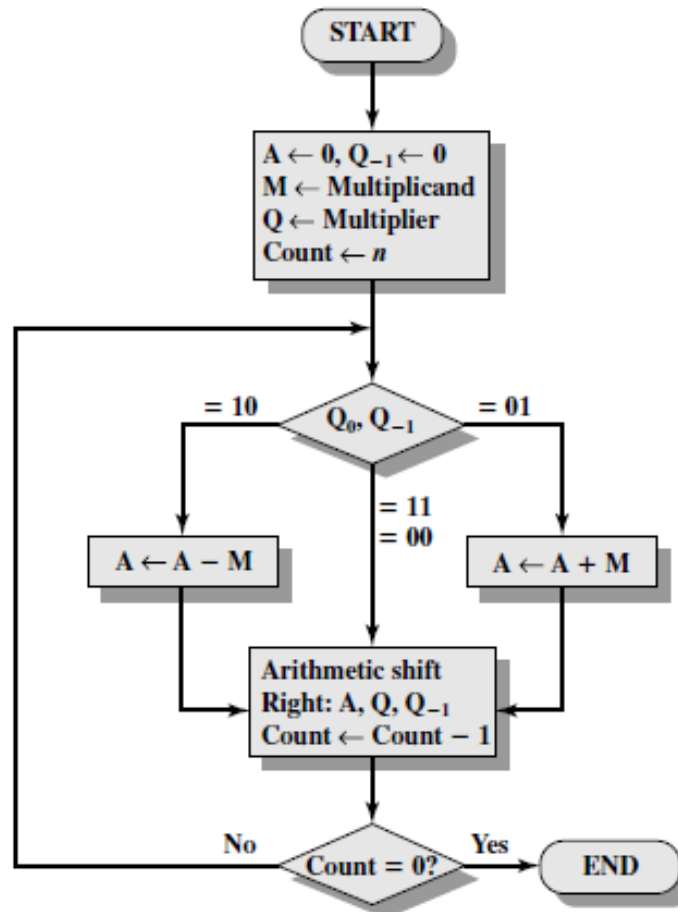 START
A ← 0, Q₋₁ ← 0
M ← Multiplicand
Q ← Multiplier
Count ← n
= 10
Q₀, Q₋₁
= 01
= 11
= 00
A ← A − M
A ← A + M
Arithmetic shift
Right: A, Q, Q₋₁
Count ← Count − 1
No
Count = 0?
Yes
END